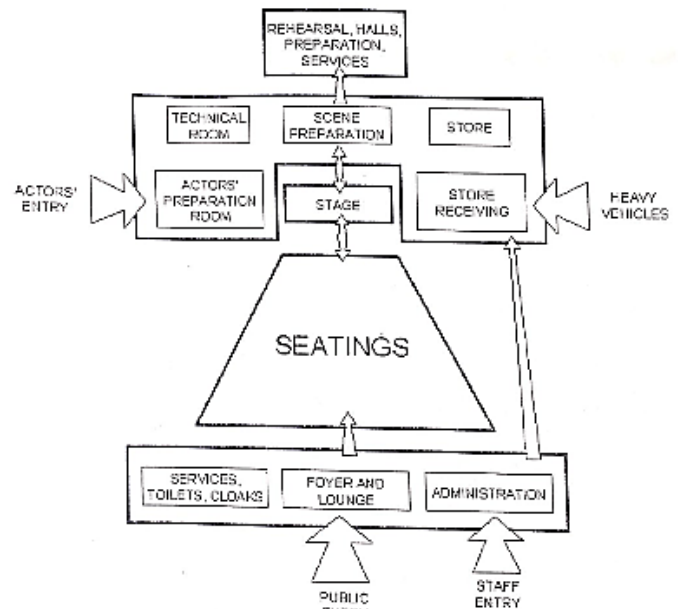 REHEARSAL, HALLS,
PREPARATION,
SERVICES
TECHNICAL
ROOM
SCENE
PREPARATION
STORE
ACTORS'
ENTRY
ACTORS'
PREPARATION
ROOM
STAGE
STORE
RECEIVING
HEAVY
VEHICLES
SEATINGS
SERVICES,
TOILETS, CLOAKS
FOYER AND
LOUNGE
ADMINISTRATION
PUBLIC
STAFF
ENTRY